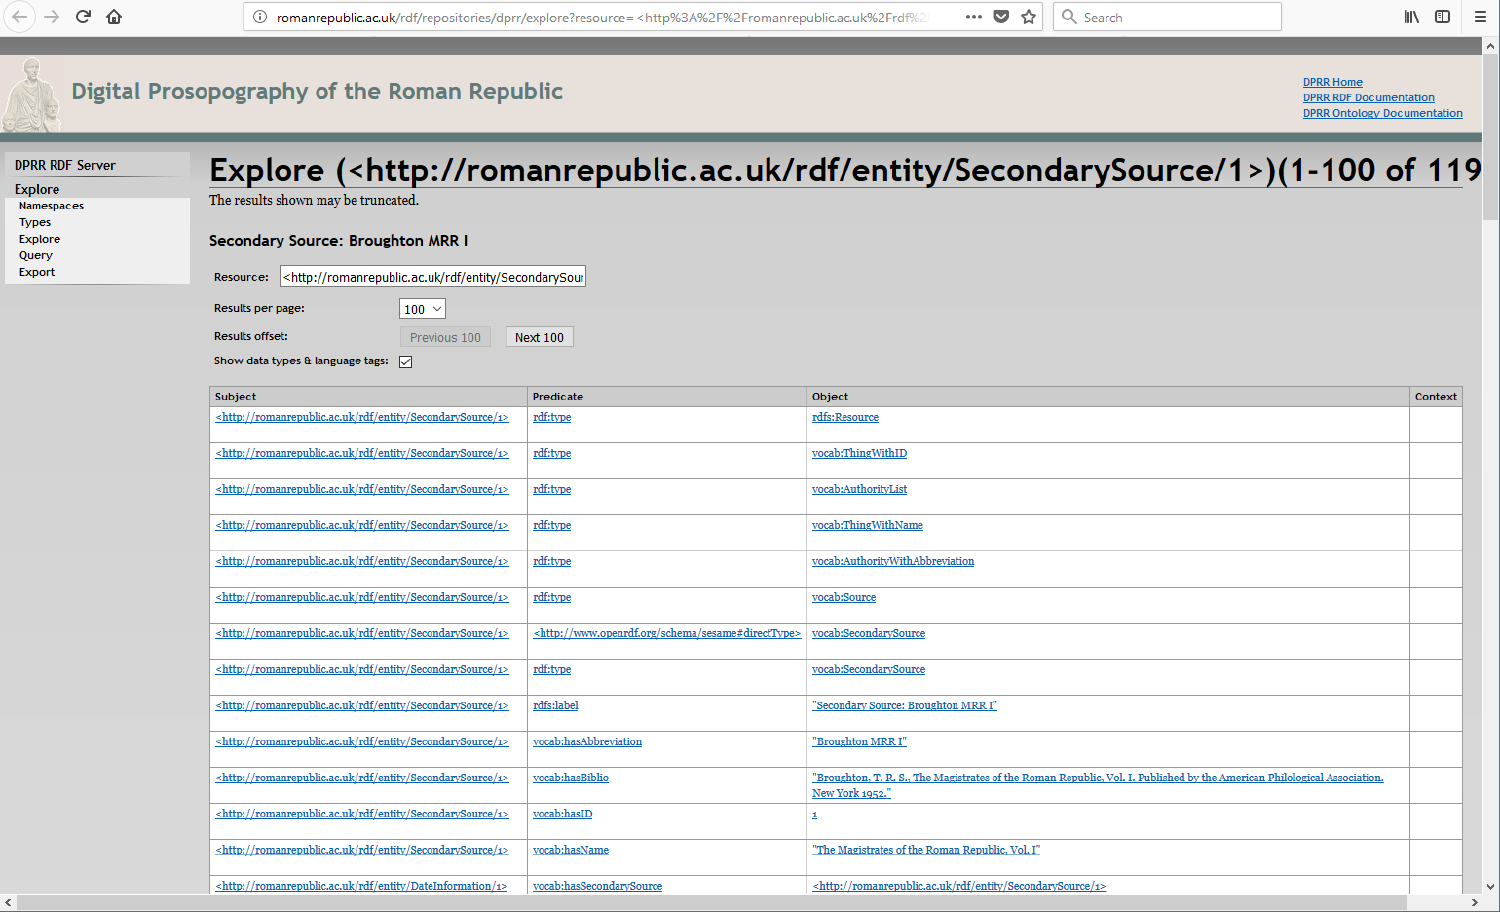 romanrepublic.ac.uk/rdf/repositories/dprr/explore?resource= <http%3A%2F%2Fromanrepublic.ac.uk%2Frdf%2F
Search
Digital Prosopography of the Roman Republic
DPRR Home
DPRR RDF Documentation
DPRR Ontology Documentation
DPRR RDF Server
Explore
Namespaces
Types
Explore
Query
Export
Explore (<http://romanrepublic.ac.uk/rdf/entity/SecondarySource/1>)(1-100 of 119
The results shown may be truncated.
Secondary Source: Broughton MRR I
Resource: <http://romanrepublic.ac.uk/rdf/entity/SecondarySour
Results per page: 100
Results offset: Previous 100 Next 100
Show data types & language tags:
Subject Predicate Object Context
<http://romanrepublic.ac.uk/rdf/entity/SecondarySource/1> rdf:type rdfs:Resource
<http://romanrepublic.ac.uk/rdf/entity/SecondarySource/1> rdf:type vocab:ThingWithID
<http://romanrepublic.ac.uk/rdf/entity/SecondarySource/1> rdf:type vocab:AuthorityList
<http://romanrepublic.ac.uk/rdf/entity/SecondarySource/1> rdf:type vocab:ThingWithName
<http://romanrepublic.ac.uk/rdf/entity/SecondarySource/1> rdf:type vocab:AuthorityWithAbbreviation
<http://romanrepublic.ac.uk/rdf/entity/SecondarySource/1> rdf:type vocab:Source
<http://romanrepublic.ac.uk/rdf/entity/SecondarySource/1> <http://www.openrdf.org/schema/sesame#directType> vocab:SecondarySource
<http://romanrepublic.ac.uk/rdf/entity/SecondarySource/1> rdf:type vocab:SecondarySource
<http://romanrepublic.ac.uk/rdf/entity/SecondarySource/1> rdfs:label "Secondary Source: Broughton MRR I"
<http://romanrepublic.ac.uk/rdf/entity/SecondarySource/1> vocab:hasAbbreviation "Broughton MRR I"
<http://romanrepublic.ac.uk/rdf/entity/SecondarySource/1> vocab:hasBiblio "Broughton, T. R. S., The Magistrates of the Roman Republic. Vol. I. Published by the American Philological Association.
New York 1952."
<http://romanrepublic.ac.uk/rdf/entity/SecondarySource/1> vocab:hasID 1
<http://romanrepublic.ac.uk/rdf/entity/SecondarySource/1> vocab:hasName "The Magistrates of the Roman Republic. Vol. I"
<http://romanrepublic.ac.uk/rdf/entity/DateInformation/1> vocab:hasSecondarySource <http://romanrepublic.ac.uk/rdf/entity/SecondarySource/1>